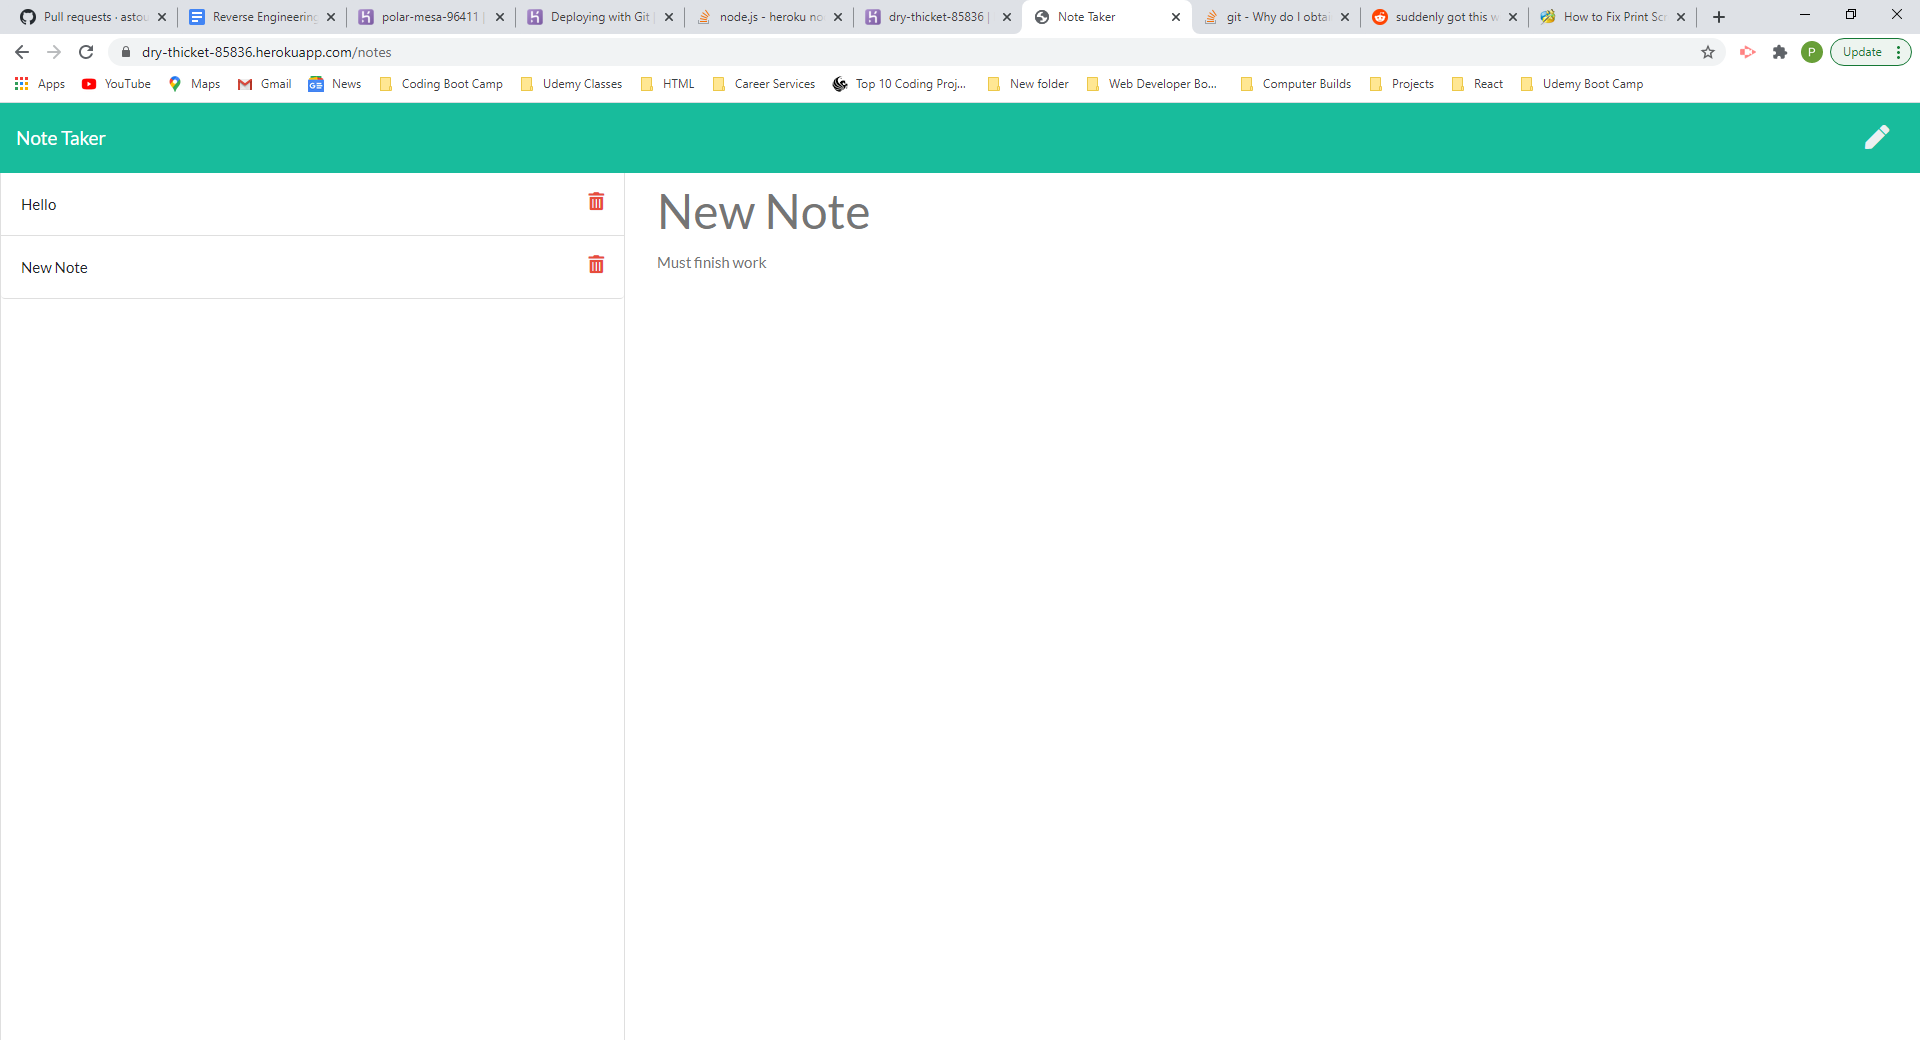 Pull requests · astou
Reverse Engineering
polar-mesa-96411 |
Deploying with Git |
node.js - heroku no
dry-thicket-85836 |
Note Taker
git - Why do I obtai
suddenly got this w
How to Fix Print Scr
dry-thicket-85836.herokuapp.com/notes
P
Update
Apps
YouTube
Maps
Gmail
News
Coding Boot Camp
Udemy Classes
HTML
Career Services
Top 10 Coding Proj...
New folder
Web Developer Bo...
Computer Builds
Projects
React
Udemy Boot Camp
Note Taker
Hello
New Note
New Note
Must finish work